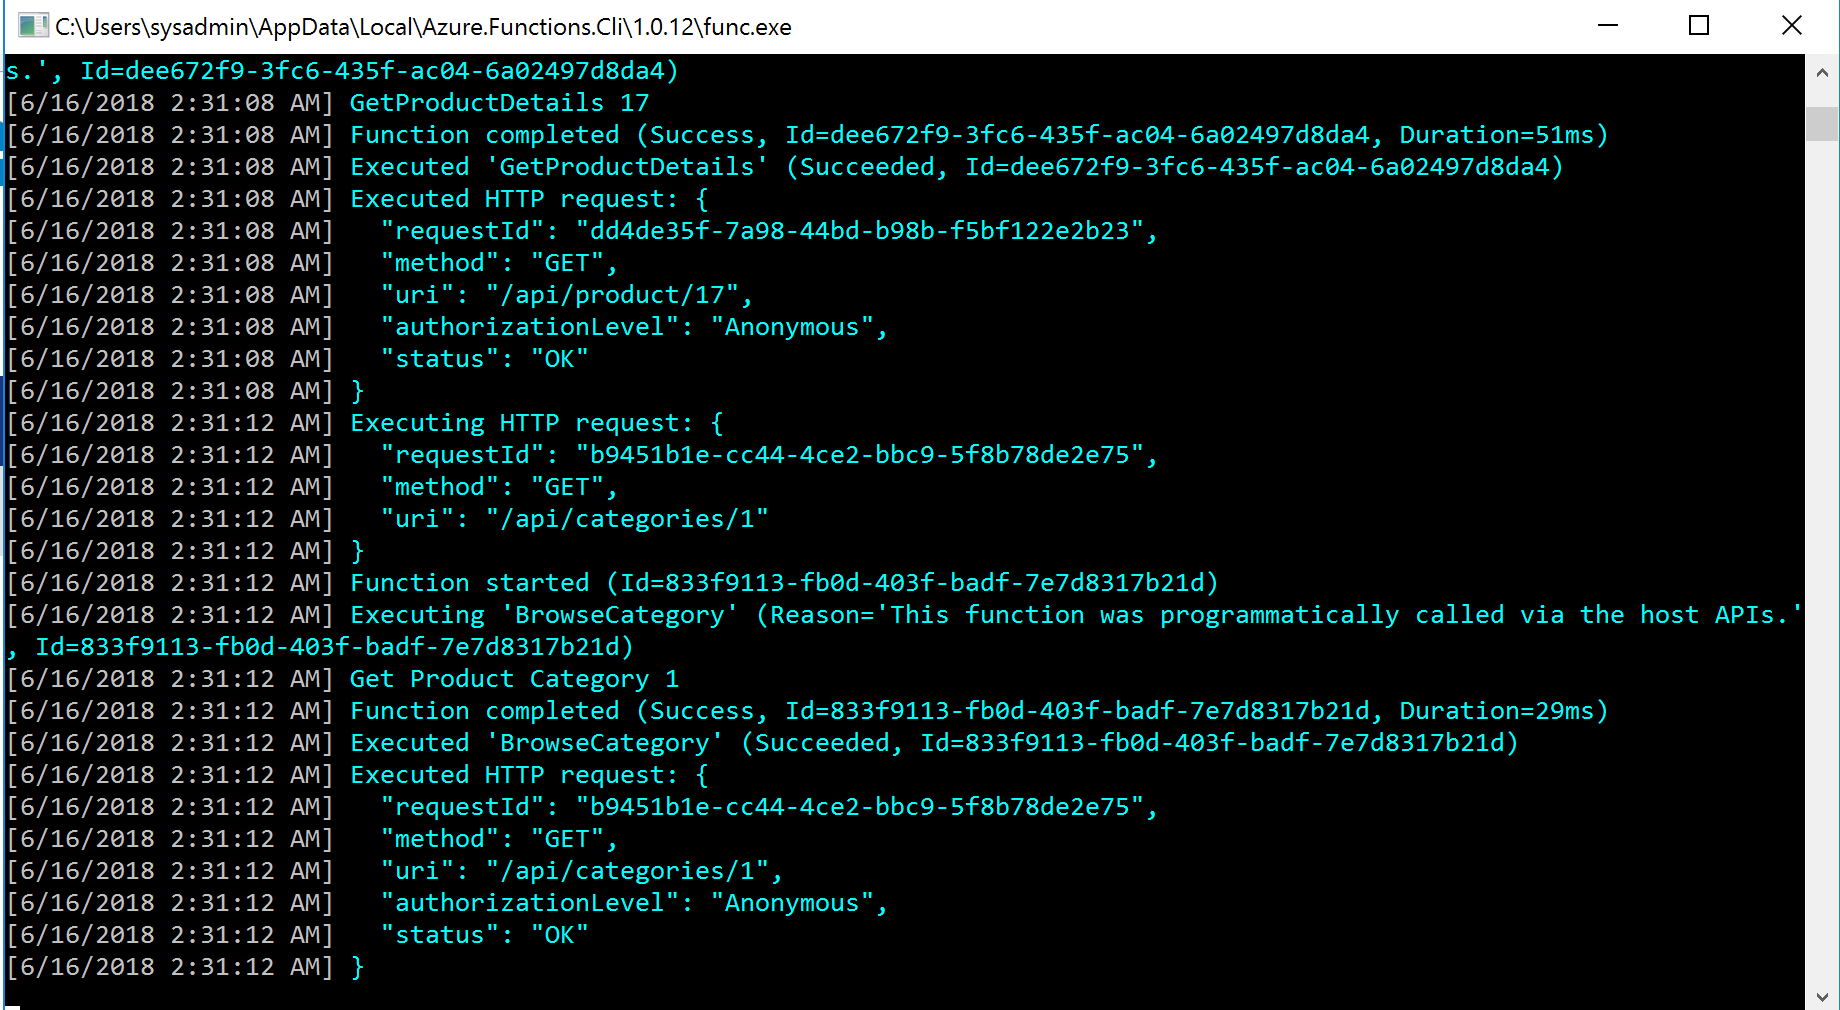 C:\Users\sysadmin\AppData\Local\Azure.Functions.Cli\1.0.12\func.exe
s.', Id=dee672f9-3fc6-435f-ac04-6a02497d8da4)
[6/16/2018 2:31:08 AM] GetProductDetails 17
[6/16/2018 2:31:08 AM] Function completed (Success, Id=dee672f9-3fc6-435f-ac04-6a02497d8da4, Duration=51ms)
[6/16/2018 2:31:08 AM] Executed 'GetProductDetails' (Succeeded, Id=dee672f9-3fc6-435f-ac04-6a02497d8da4)
[6/16/2018 2:31:08 AM] Executed HTTP request: {
[6/16/2018 2:31:08 AM]   "requestId": "dd4de35f-7a98-44bd-b98b-f5bf122e2b23",
[6/16/2018 2:31:08 AM]   "method": "GET",
[6/16/2018 2:31:08 AM]   "uri": "/api/product/17",
[6/16/2018 2:31:08 AM]   "authorizationLevel": "Anonymous",
[6/16/2018 2:31:08 AM]   "status": "OK"
[6/16/2018 2:31:08 AM] }
[6/16/2018 2:31:12 AM] Executing HTTP request: {
[6/16/2018 2:31:12 AM]   "requestId": "b9451b1e-cc44-4ce2-bbc9-5f8b78de2e75",
[6/16/2018 2:31:12 AM]   "method": "GET",
[6/16/2018 2:31:12 AM]   "uri": "/api/categories/1"
[6/16/2018 2:31:12 AM] }
[6/16/2018 2:31:12 AM] Function started (Id=833f9113-fb0d-403f-badf-7e7d8317b21d)
[6/16/2018 2:31:12 AM] Executing 'BrowseCategory' (Reason='This function was programmatically called via the host APIs.'
, Id=833f9113-fb0d-403f-badf-7e7d8317b21d)
[6/16/2018 2:31:12 AM] Get Product Category 1
[6/16/2018 2:31:12 AM] Function completed (Success, Id=833f9113-fb0d-403f-badf-7e7d8317b21d, Duration=29ms)
[6/16/2018 2:31:12 AM] Executed 'BrowseCategory' (Succeeded, Id=833f9113-fb0d-403f-badf-7e7d8317b21d)
[6/16/2018 2:31:12 AM] Executed HTTP request: {
[6/16/2018 2:31:12 AM]   "requestId": "b9451b1e-cc44-4ce2-bbc9-5f8b78de2e75",
[6/16/2018 2:31:12 AM]   "method": "GET",
[6/16/2018 2:31:12 AM]   "uri": "/api/categories/1",
[6/16/2018 2:31:12 AM]   "authorizationLevel": "Anonymous",
[6/16/2018 2:31:12 AM]   "status": "OK"
[6/16/2018 2:31:12 AM] }